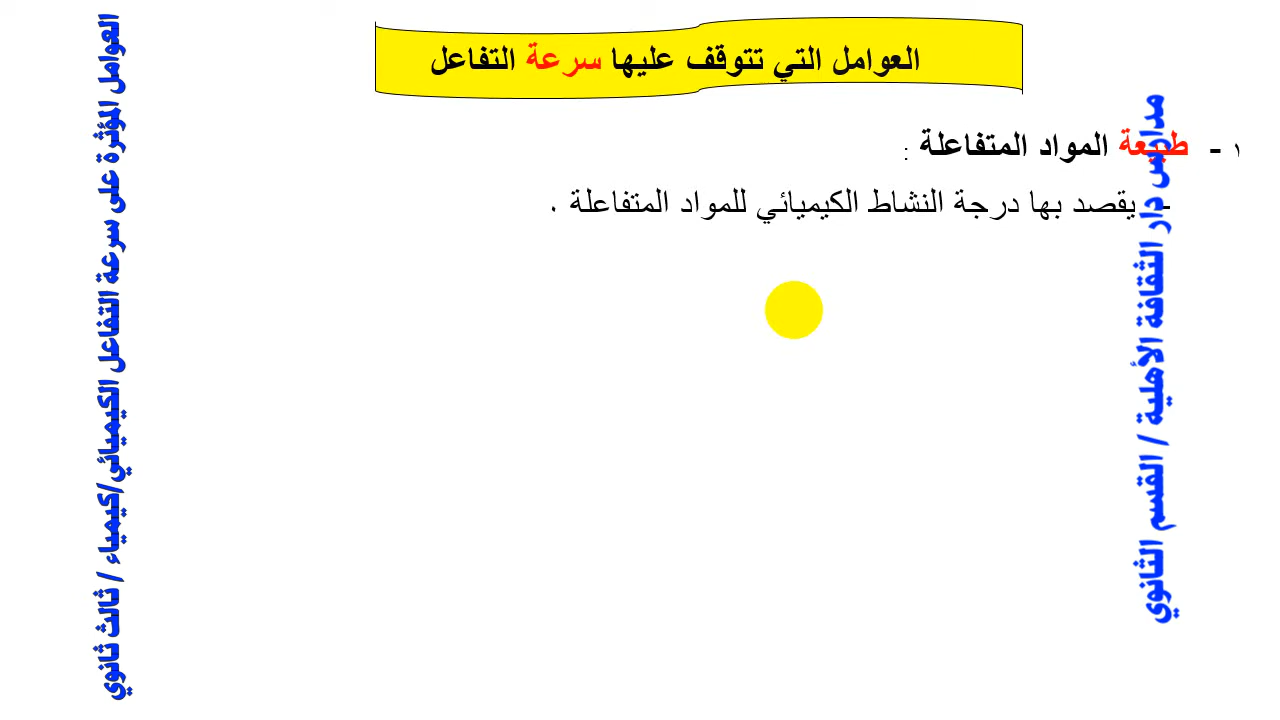 العوامل التي تتوقف عليها سرعة التفاعل
١ - طبيعة المواد المتفاعلة :
- يقصد بها درجة النشاط الكيميائي للمواد المتفاعلة .
مدارس دار الثقافة الأهلية / القسم الثانوي
العوامل المؤثرة على سرعة التفاعل الكيميائي/كيمياء / ثالث ثانوي